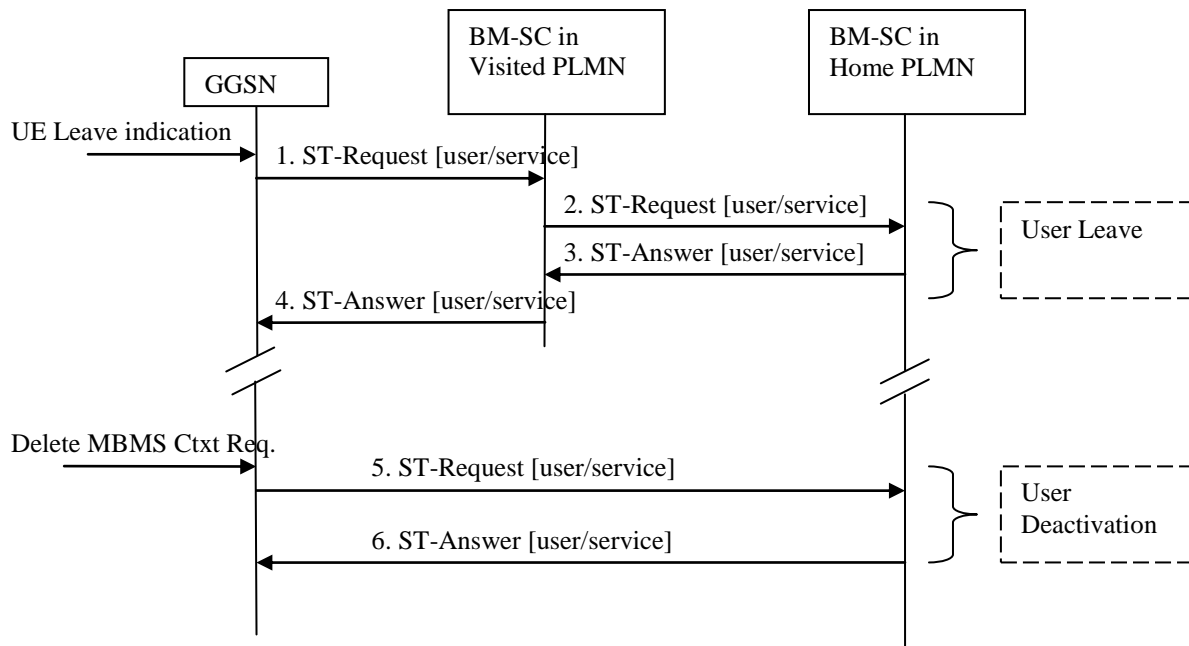 BM-SC in
Visited PLMN
BM-SC in
Home PLMN
GGSN
UE Leave indication
1. ST-Request [user/service]
2. ST-Request [user/service]
User Leave
3. ST-Answer [user/service]
4. ST-Answer [user/service]
Delete MBMS Ctxt Req.
5. ST-Request [user/service]
User
Deactivation
6. ST-Answer [user/service]